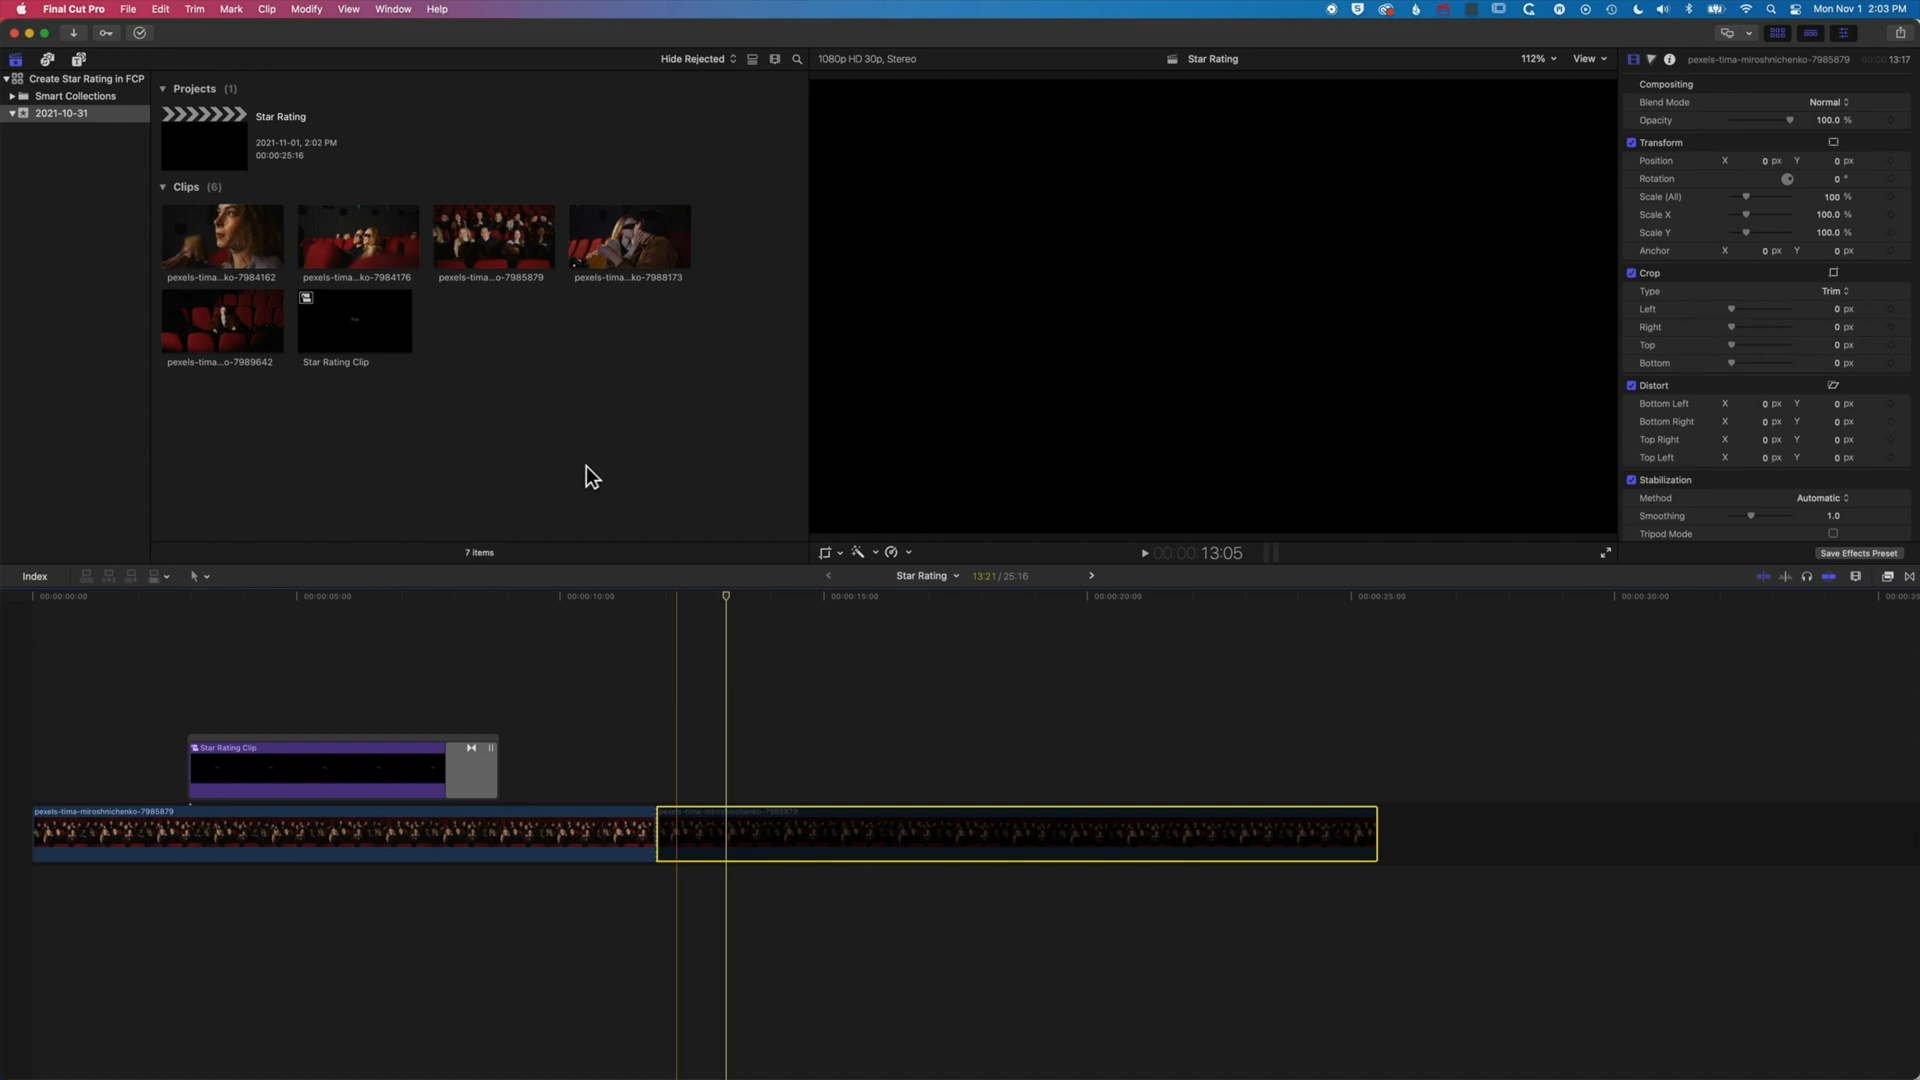 Final Cut Pro File Edit Trim Mark Clip Modify View Window Help Mon Nov 1 2:03 PM
Hide Rejected 1080p HD 30p, Stereo Star Rating 112% View pexels-tima-miroshnichenko-7985879 00:00:13:17
Create Star Rating in FCP
Smart Collections
2021-10-31
Projects (1)
Star Rating
2021-11-01, 2:02 PM
00:00:25:16
Clips (6)
pexels-tima...ko-7984162 pexels-tima...ko-7984176 pexels-tima...o-7985879 pexels-tima...ko-7988173
pexels-tima...o-7989642 Star Rating Clip
7 items
00:00:13:05
Compositing
Blend Mode Normal
Opacity 100.0 %
Transform
Position X 0 px Y 0 px
Rotation 0 °
Scale (All) 100 %
Scale X 100.0 %
Scale Y 100.0 %
Anchor X 0 px Y 0 px
Crop
Type Trim
Left 0 px
Right 0 px
Top 0 px
Bottom 0 px
Distort
Bottom Left X 0 px Y 0 px
Bottom Right X 0 px Y 0 px
Top Right X 0 px Y 0 px
Top Left X 0 px Y 0 px
Stabilization
Method Automatic
Smoothing 1.0
Tripod Mode
Save Effects Preset
Index Star Rating 13:21 / 25:16
00:00:00:00 00:00:05:00 00:00:10:00 00:00:15:00 00:00:20:00 00:00:25:00 00:00:30:00 00:00:35
Star Rating Clip
pexels-tima-miroshnichenko-7985879 pexels-tima-miroshnichenko-7985879